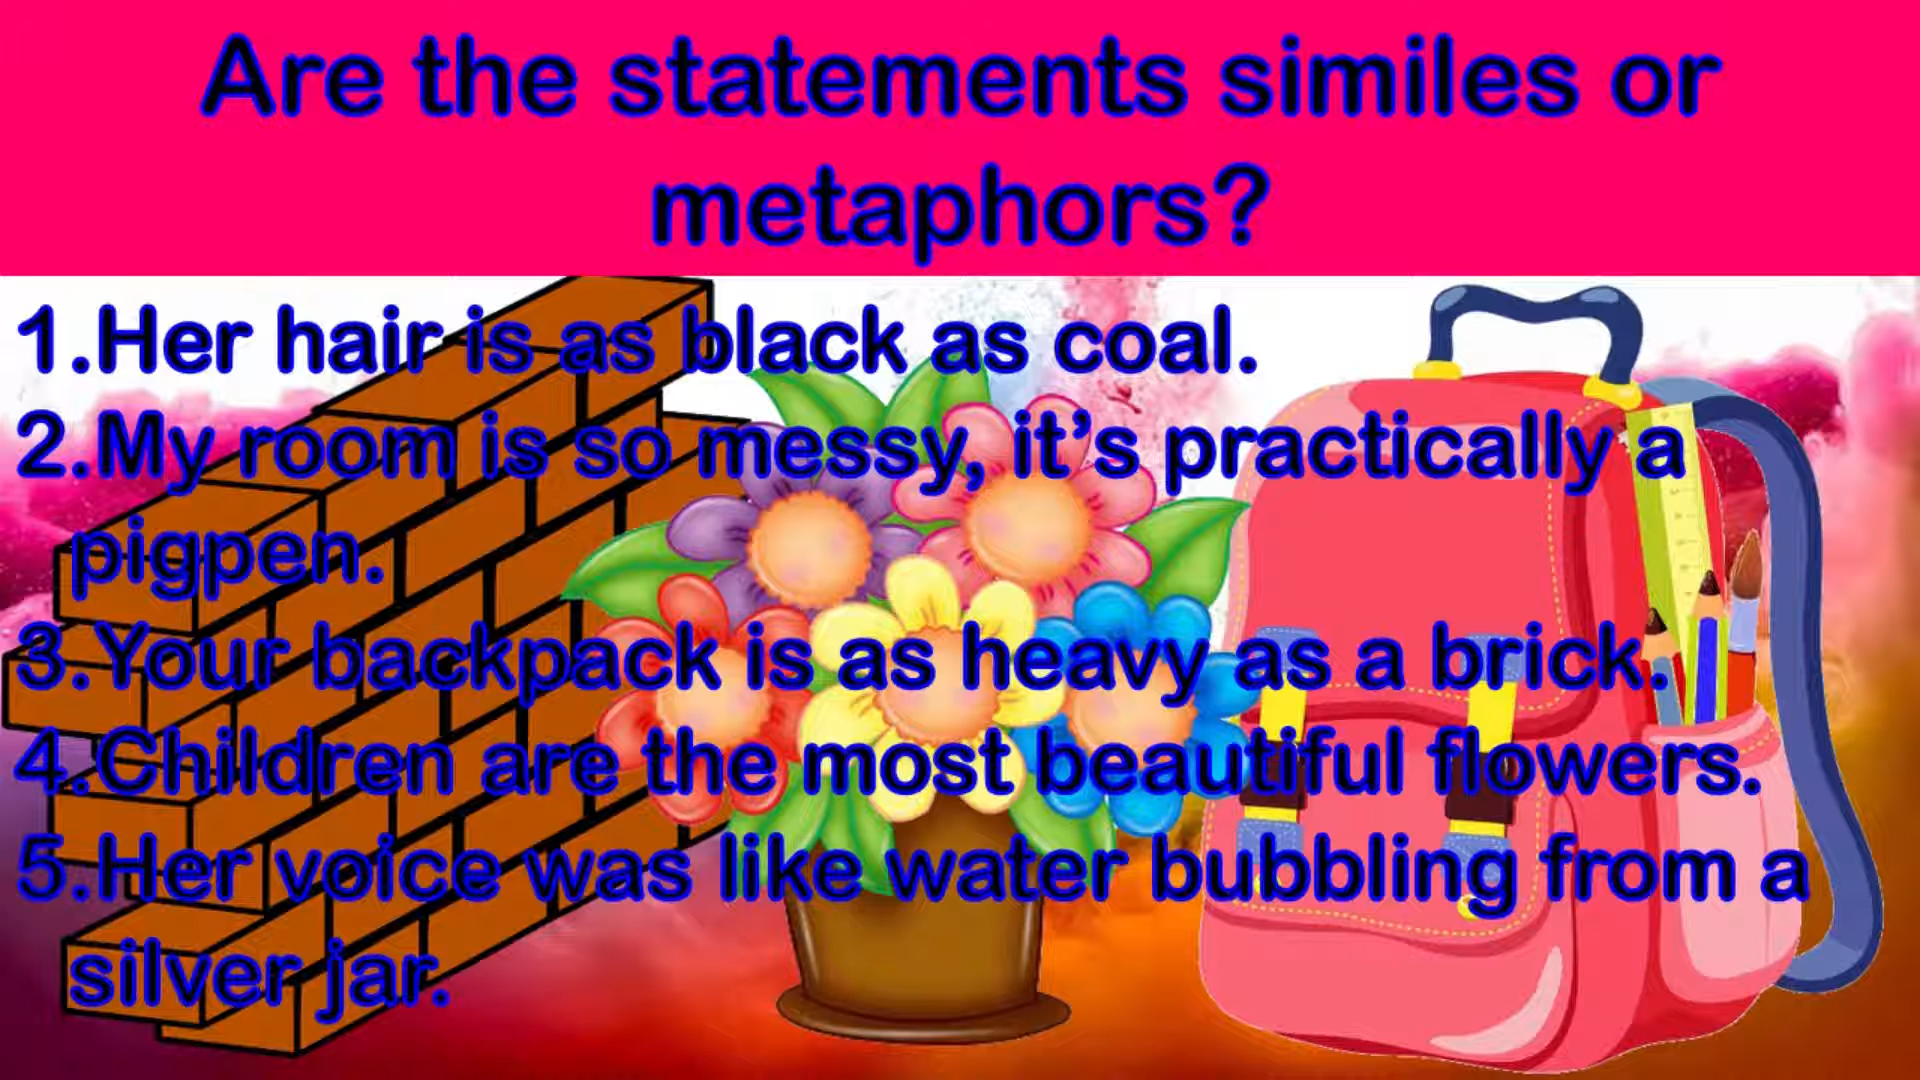 Are the statements similes or
metaphors?
1.Her hair is as black as coal.
2.My room is so messy, it’s practically a
pigpen.
3.Your backpack is as heavy as a brick.
4.Children are the most beautiful flowers.
5.Her voice was like water bubbling from a
silver jar.